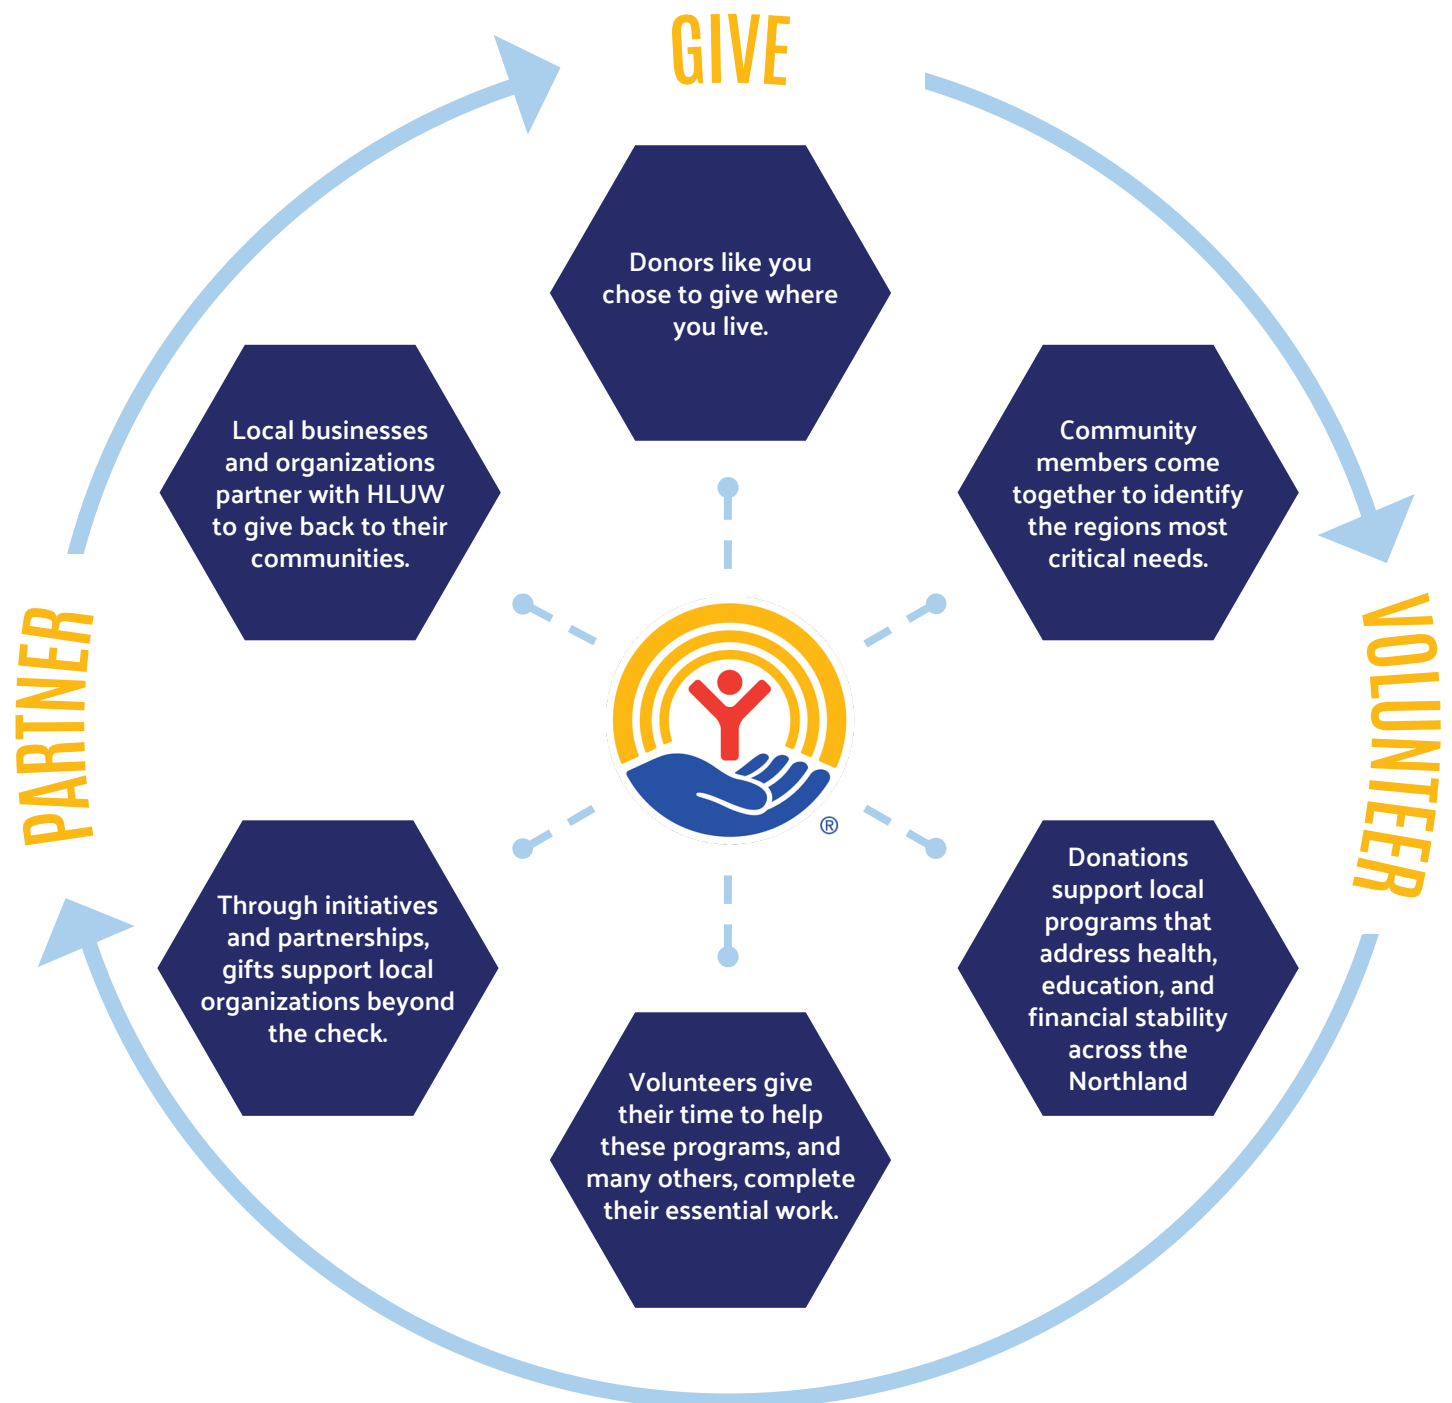 GIVE
Donors like you
chose to give where
you live.
Local businesses
and organizations
partner with HLUW
to give back to their
communities.
Community
members come
together to identify
the regions most
critical needs.
PARTNER
VOLUNTEER
®
Through initiatives
and partnerships,
gifts support local
organizations beyond
the check.
Donations
support local
programs that
address health,
education, and
financial stability
across the
Northland
Volunteers give
their time to help
these programs, and
many others, complete
their essential work.